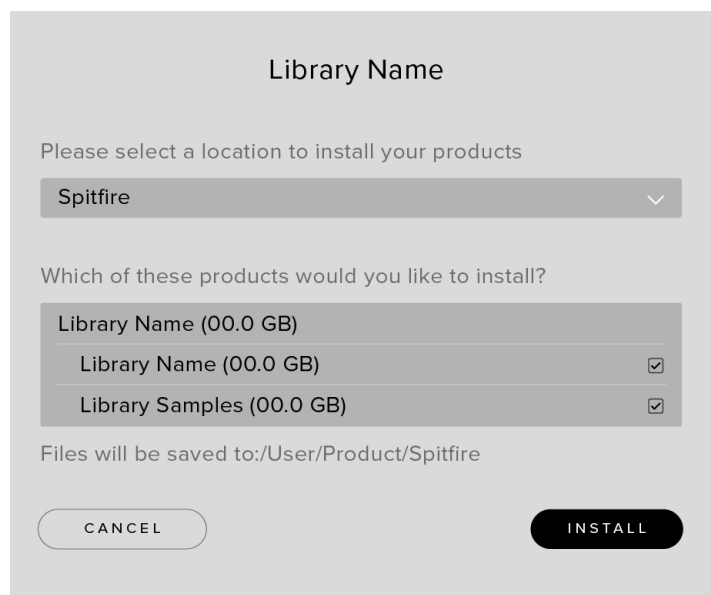 Library Name
Please select a location to install your products
Spitfire
Which of these products would you like to install?
Library Name (00.0 GB)
Library Name (00.0 GB)
Library Samples (00.0 GB)
Files will be saved to:/User/Product/Spitfire
CANCEL
INSTALL